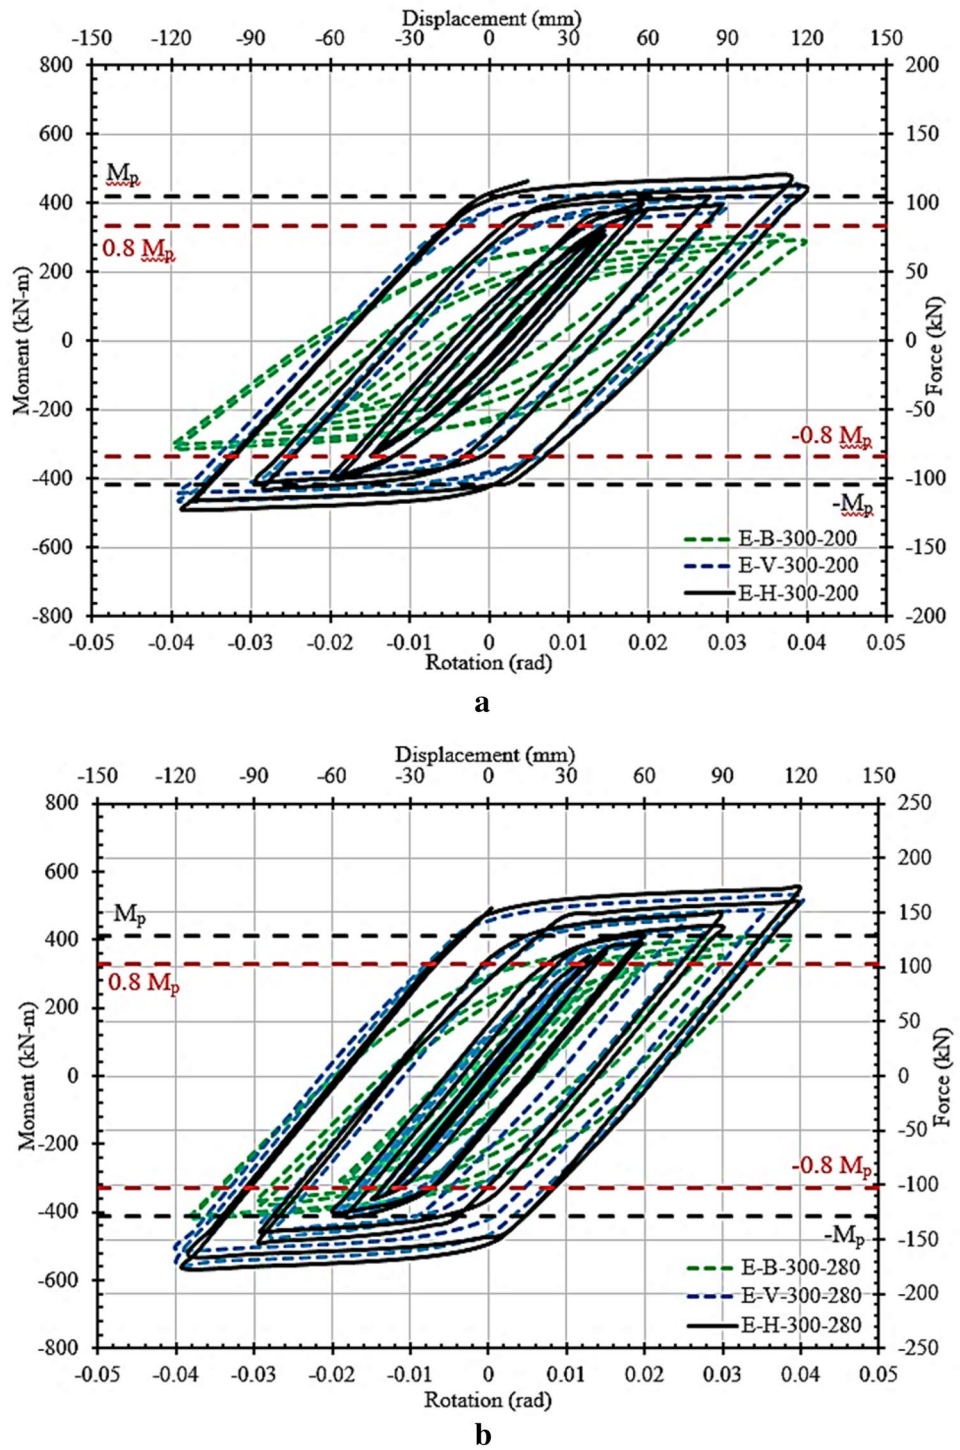 Displacement (mm)
-150 -120 -90 -60 -30 0 30 60 90 120 150
800 200
600 150
Mp
400 100
0.8 Mp
200 50
0 0
Moment (kN-m)
Force (kN)
-200 -50
-0.8 Mp
-400 -100
-Mp
E-B-300-200
-600 -150
E-V-300-200
E-H-300-200
-800 -200
-0.05 -0.04 -0.03 -0.02 -0.01 0 0.01 0.02 0.03 0.04 0.05
Rotation (rad)
a
Displacement (mm)
-150 -120 -90 -60 -30 0 30 60 90 120 150
800 250
200
600
Mp
150
400
0.8 Mp
100
200
50
0 0
Moment (kN-m)
Force (kN)
-50
-200
-0.8 Mp
-100
-400
-Mp
-150
E-B-300-280
-600
E-V-300-280
-200
E-H-300-280
-800 -250
-0.05 -0.04 -0.03 -0.02 -0.01 0 0.01 0.02 0.03 0.04 0.05
Rotation (rad)
b